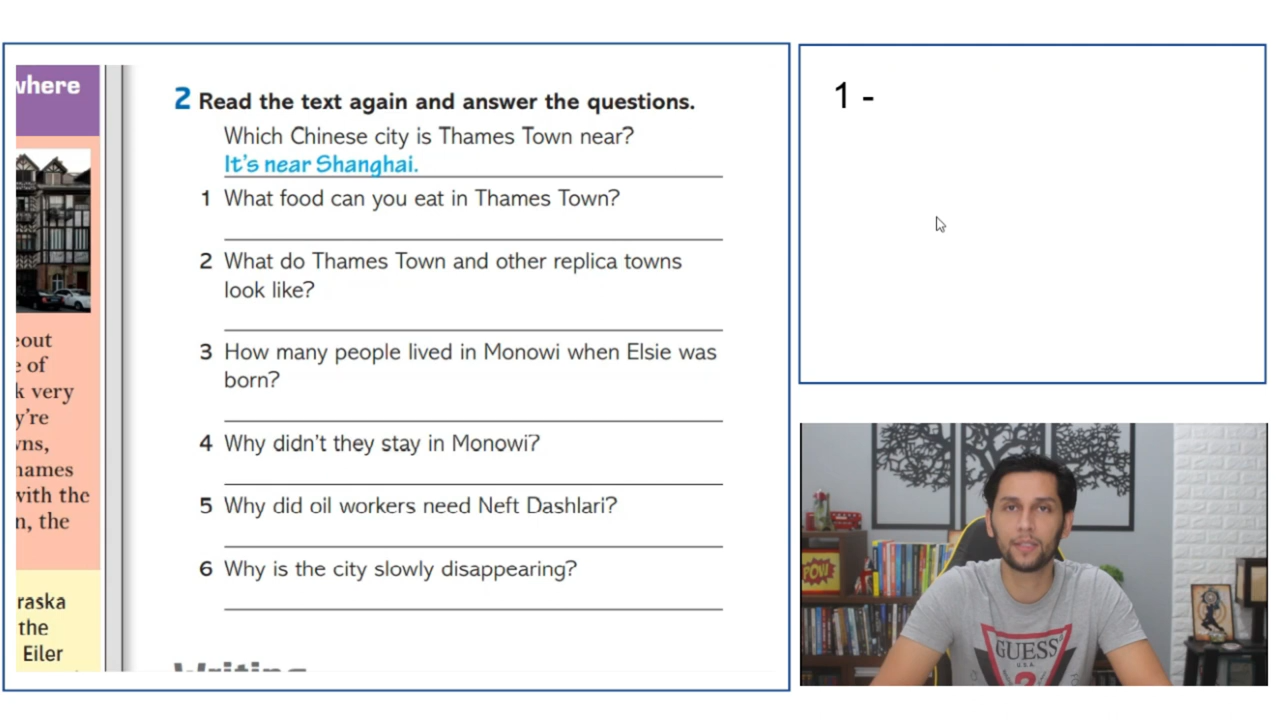 where
eout
e of
k very
y're
wns,
hames
with the
n, the
raska
the
Eiler
2 Read the text again and answer the questions.
Which Chinese city is Thames Town near?
It's near Shanghai.
1 What food can you eat in Thames Town?
2 What do Thames Town and other replica towns
look like?
3 How many people lived in Monowi when Elsie was
born?
4 Why didn't they stay in Monowi?
5 Why did oil workers need Neft Dashlari?
6 Why is the city slowly disappearing?
Writing
1 -
POW
GUESS
U.S.A.
?